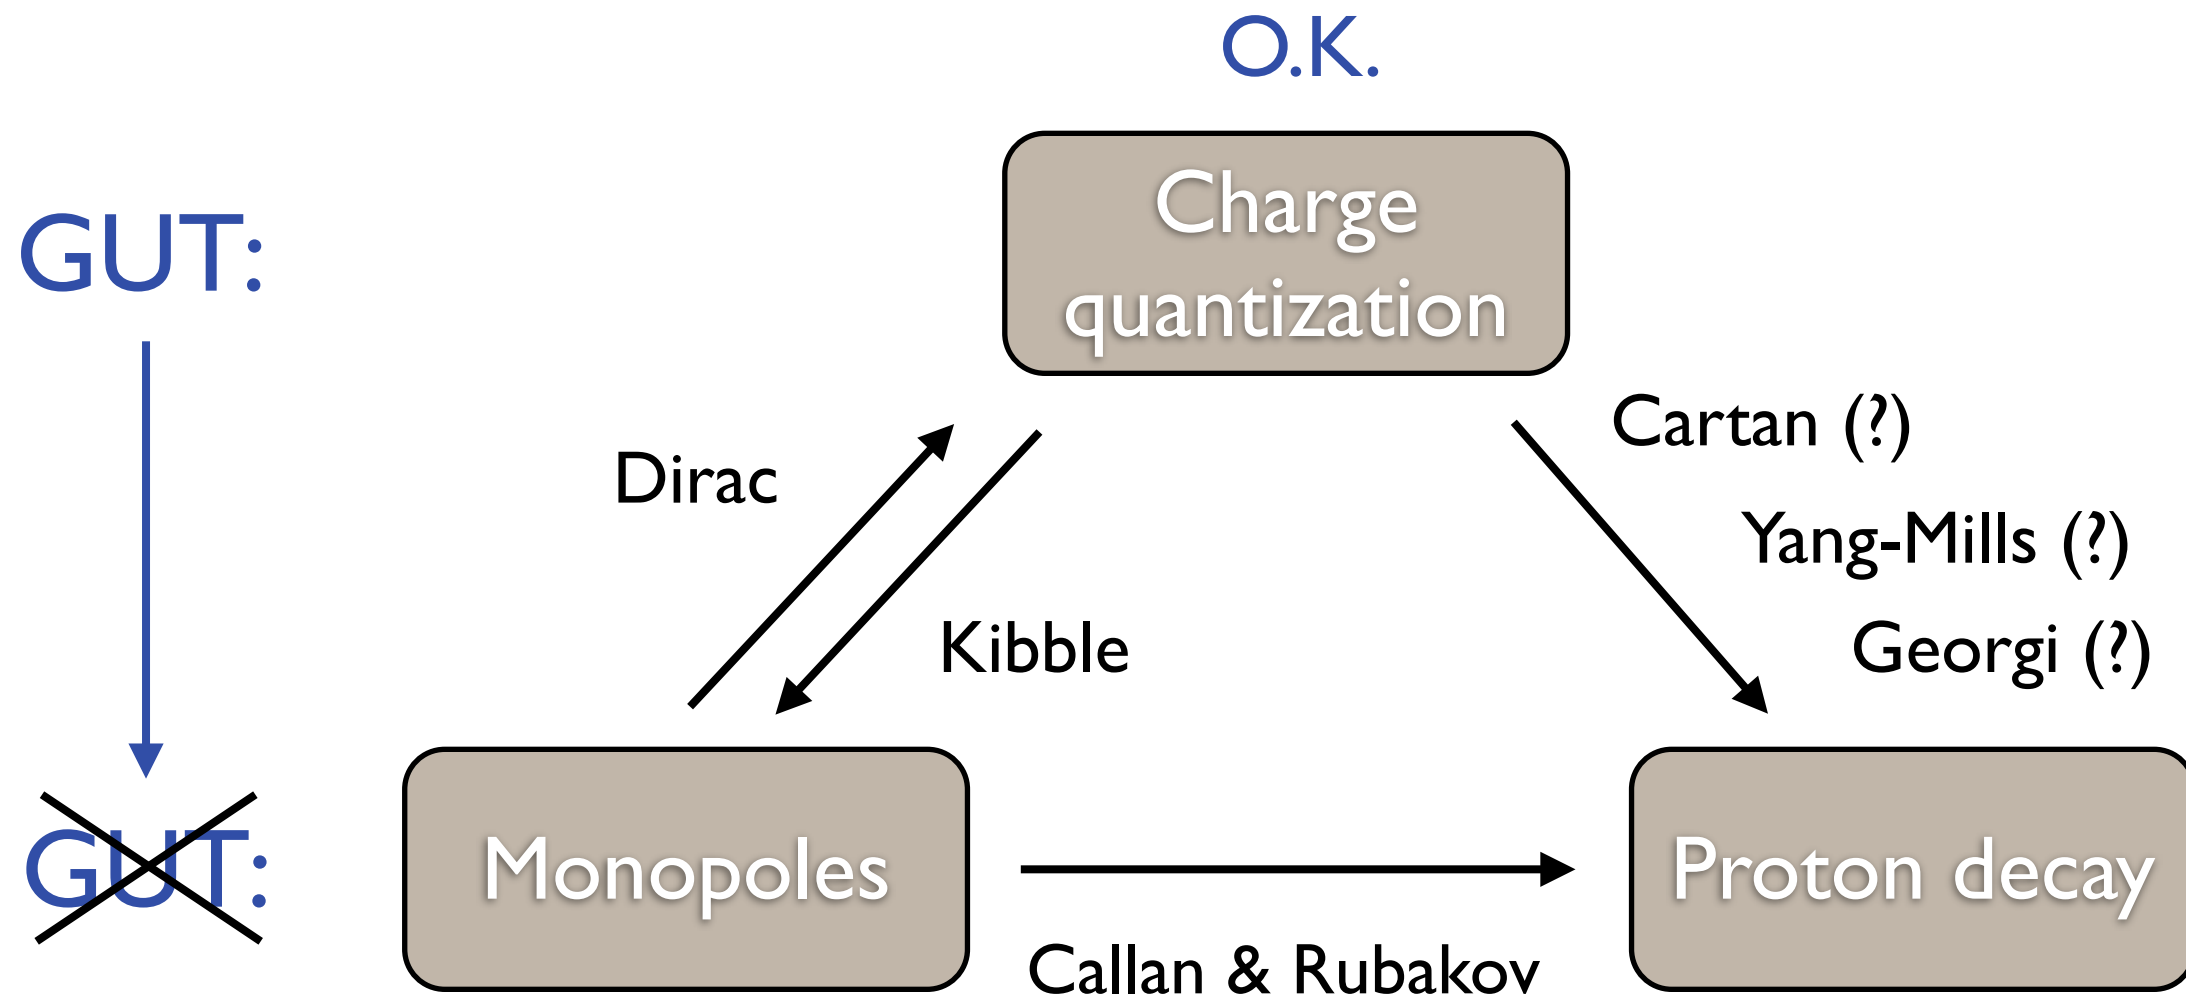 O.K.
GUT:
Charge
quantization
Cartan (?)
Dirac
Yang-Mills (?)
Kibble
Georgi (?)
GUT:
Monopoles
Proton decay
Callan & Rubakov